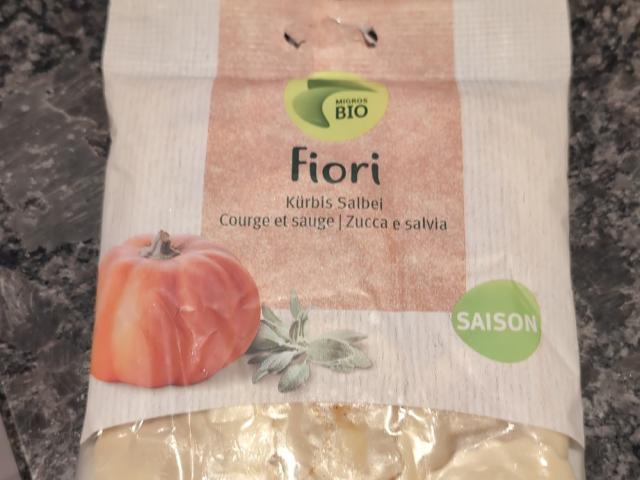 MIGROS
BIO
Fiori
Kürbis Salbei
Courge et sauge | Zucca e salvia
SAISON